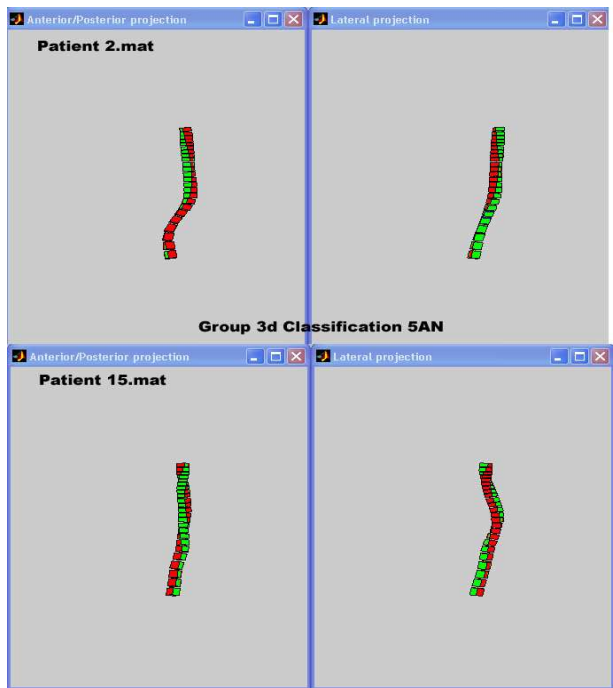 Anterior/Posterior projection
Lateral projection
Patient 2.mat
Group 3d Classification 5AN
Anterior/Posterior projection
Lateral projection
Patient 15.mat